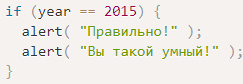 if (year == 2015) {
  alert( "Правильно!" );
  alert( "Вы такой умный!" );
}